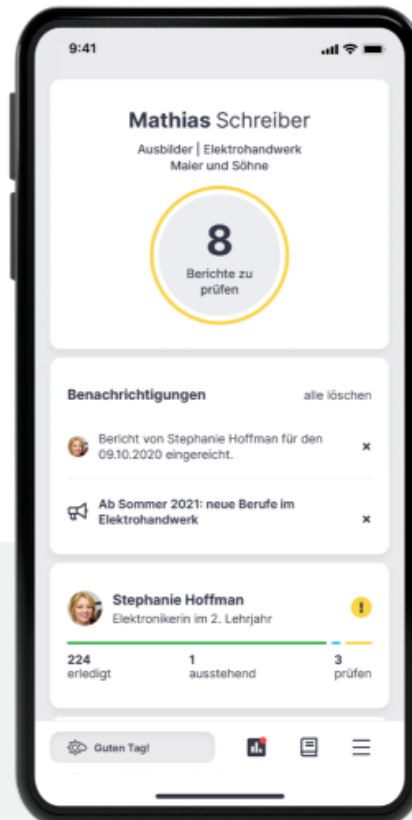 9:41
Mathias Schreiber
Ausbilder | Elektrohandwerk
Maier und Söhne
8
Berichte zu
prüfen
Benachrichtigungen alle löschen
Bericht von Stephanie Hoffman für den
09.10.2020 eingereicht.
Ab Sommer 2021: neue Berufe im
Elektrohandwerk
Stephanie Hoffman
Elektronikerin im 2. Lehrjahr
224 1 3
erledigt ausstehend prüfen
Guten Tag!